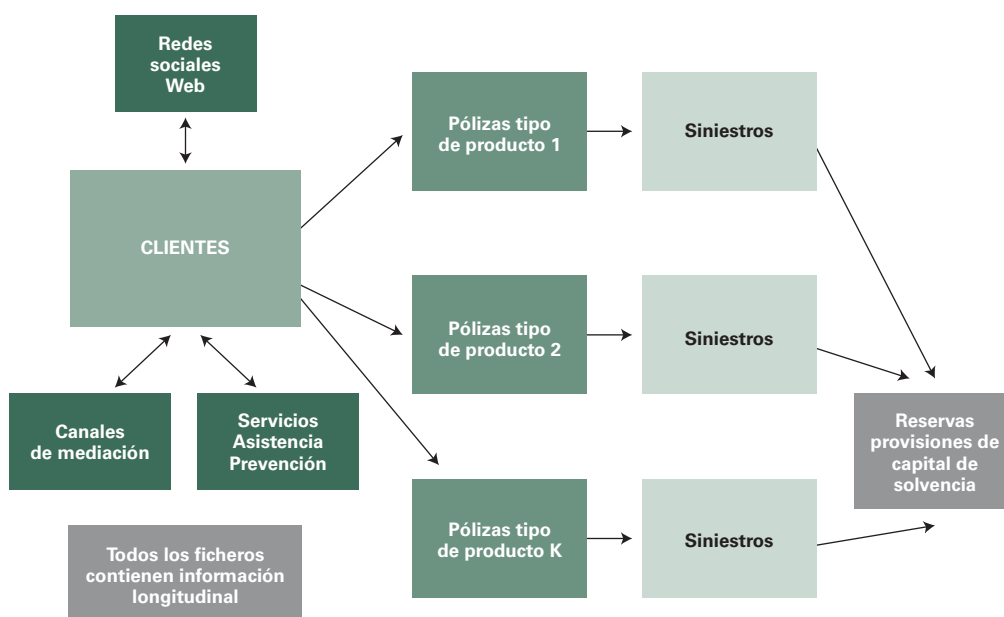 Redes
sociales
Web
CLIENTES
Canales
de mediación
Servicios
Asistencia
Prevención
Todos los ficheros
contienen información
longitudinal
Pólizas tipo
de producto 1
Siniestros
Pólizas tipo
de producto 2
Siniestros
Pólizas tipo
de producto K
Siniestros
Reservas
provisiones de
capital de
solvencia